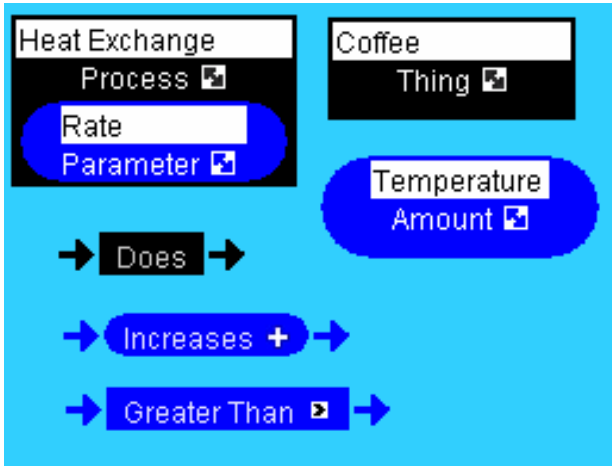 Heat Exchange
Process
Rate
Parameter
Coffee
Thing
Temperature
Amount
Does
Increases +
Greater Than >